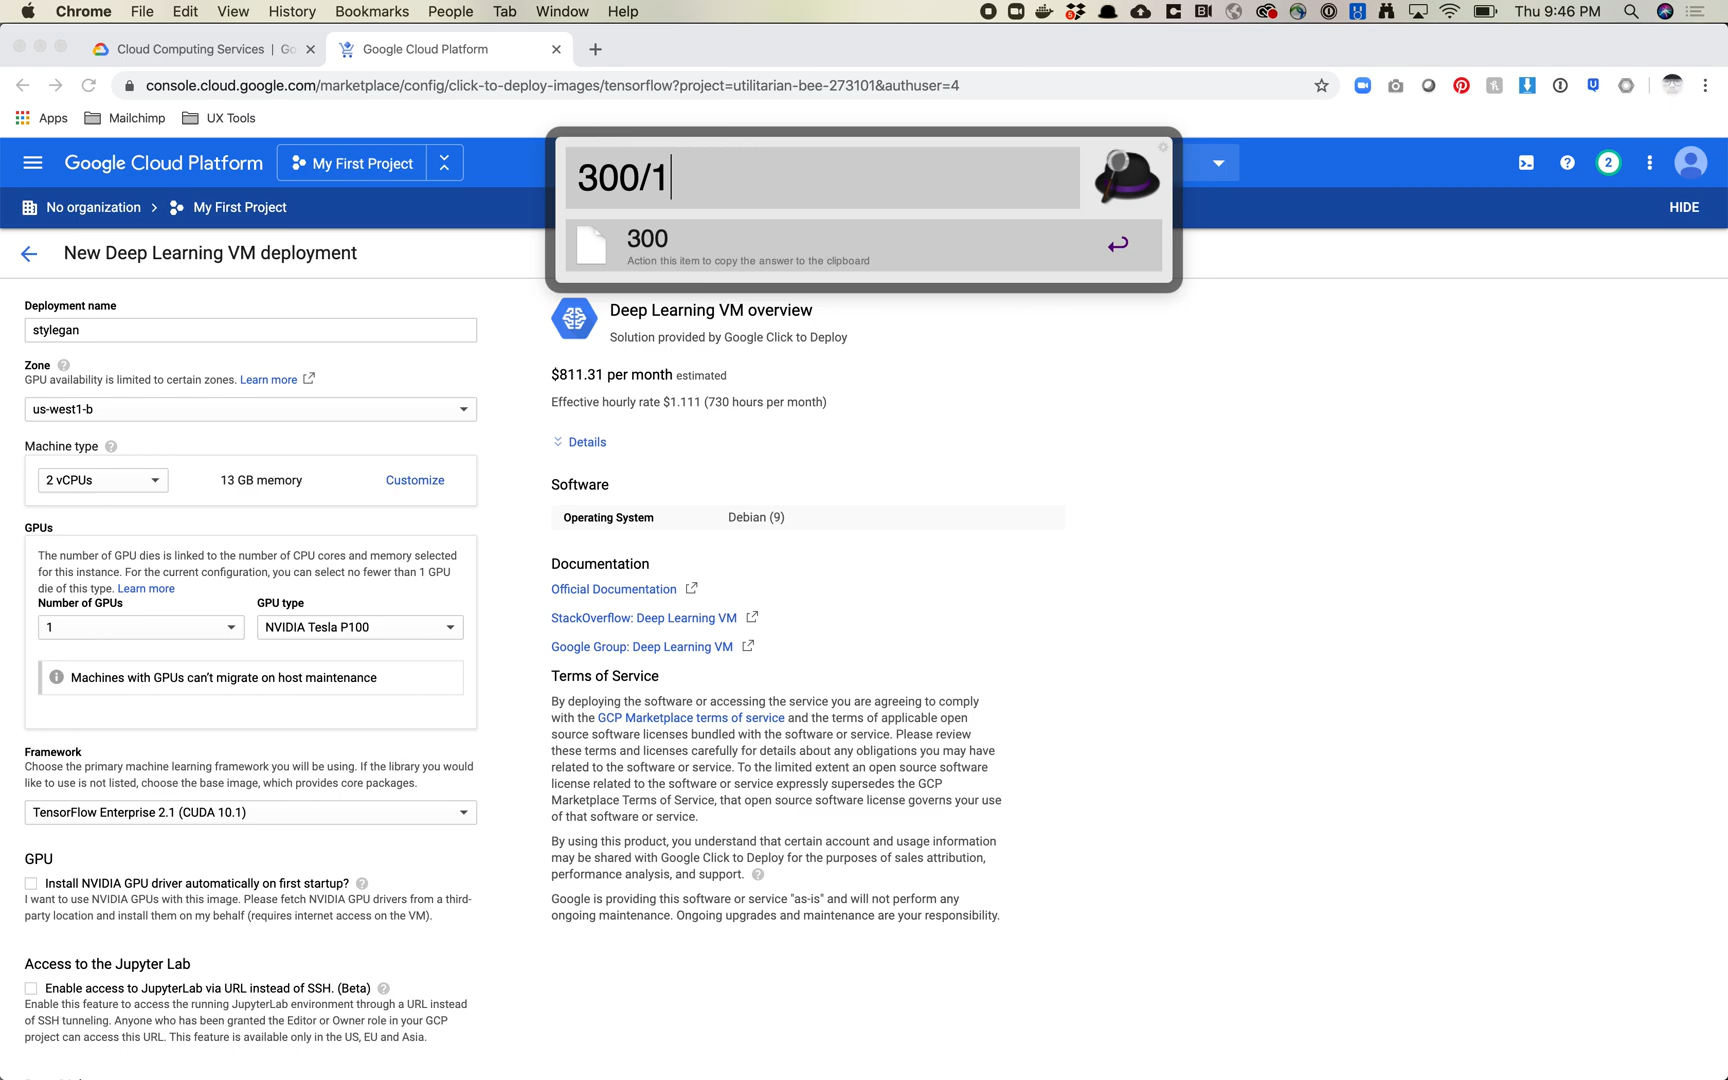 Chrome File Edit View History Bookmarks People Tab Window Help Thu 9:46 PM
Cloud Computing Services | Go Google Cloud Platform
console.cloud.google.com/marketplace/config/click-to-deploy-images/tensorflow?project=utilitarian-bee-273101&authuser=4
Apps Mailchimp UX Tools
Google Cloud Platform My First Project 2
300/1
300
Action this item to copy the answer to the clipboard
No organization My First Project HIDE
New Deep Learning VM deployment
Deployment name
stylegan
Zone
GPU availability is limited to certain zones. Learn more
us-west1-b
Machine type
2 vCPUs 13 GB memory Customize
GPUs
The number of GPU dies is linked to the number of CPU cores and memory selected
for this instance. For the current configuration, you can select no fewer than 1 GPU
die of this type. Learn more
Number of GPUs GPU type
1 NVIDIA Tesla P100
Machines with GPUs can't migrate on host maintenance
Framework
Choose the primary machine learning framework you will be using. If the library you would
like to use is not listed, choose the base image, which provides core packages.
TensorFlow Enterprise 2.1 (CUDA 10.1)
GPU
Install NVIDIA GPU driver automatically on first startup?
I want to use NVIDIA GPUs with this image. Please fetch NVIDIA GPU drivers from a third-
party location and install them on my behalf (requires internet access on the VM).
Access to the Jupyter Lab
Enable access to JupyterLab via URL instead of SSH. (Beta)
Enable this feature to access the running JupyterLab environment through a URL instead
of SSH tunneling. Anyone who has been granted the Editor or Owner role in your GCP
project can access this URL. This feature is available only in the US, EU and Asia.
Deep Learning VM overview
Solution provided by Google Click to Deploy
$811.31 per month estimated
Effective hourly rate $1.111 (730 hours per month)
Details
Software
Operating System Debian (9)
Documentation
Official Documentation
StackOverflow: Deep Learning VM
Google Group: Deep Learning VM
Terms of Service
By deploying the software or accessing the service you are agreeing to comply
with the GCP Marketplace terms of service and the terms of applicable open
source software licenses bundled with the software or service. Please review
these terms and licenses carefully for details about any obligations you may have
related to the software or service. To the limited extent an open source software
license related to the software or service expressly supersedes the GCP
Marketplace Terms of Service, that open source software license governs your use
of that software or service.
By using this product, you understand that certain account and usage information
may be shared with Google Click to Deploy for the purposes of sales attribution,
performance analysis, and support.
Google is providing this software or service "as-is" and will not perform any
ongoing maintenance. Ongoing upgrades and maintenance are your responsibility.